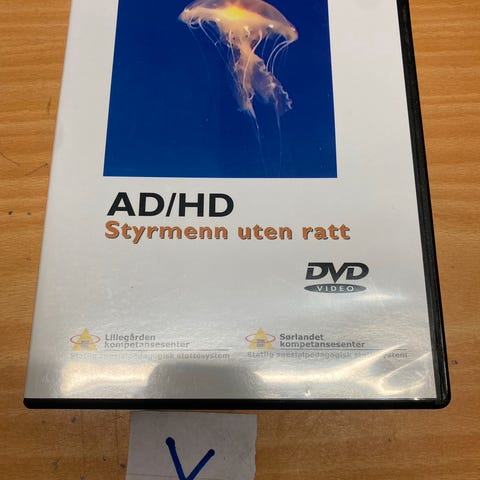 AD/HD
Styrmenn uten ratt
DVD
VIDEO
Lillegården
kompetansesenter
Statlig spesialpedagogisk støttesystem
Sørlandet
kompetansesenter
Statlig spesialpedagogisk støttesystem